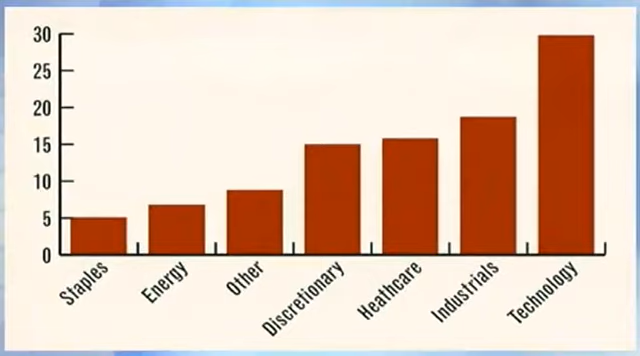 30
25
20
15
10
5
0
Staples
Energy
Other
Discretionary
Heathcare
Industrials
Technology